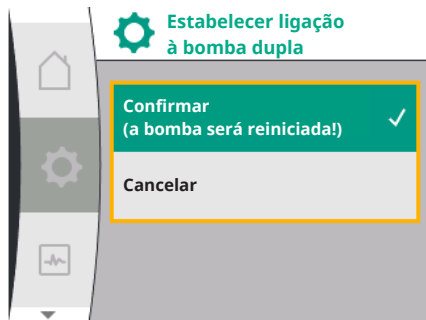 Estabelecer ligação
à bomba dupla
Confirmar
(a bomba será reiniciada!)
Cancelar